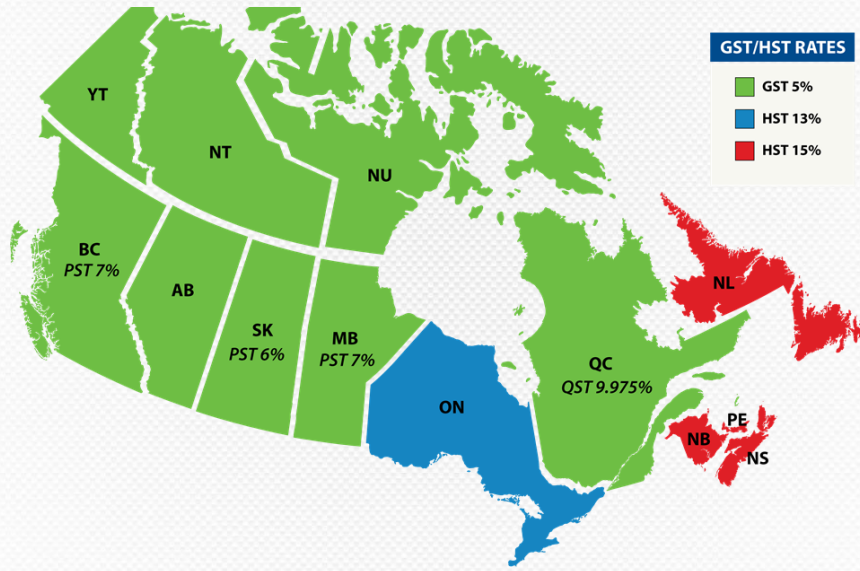 GST/HST RATES
GST 5%
HST 13%
HST 15%
YT
NT
NU
BC
PST 7%
AB
SK
PST 6%
MB
PST 7%
ON
QC
QST 9.975%
NL
PE
NB
NS